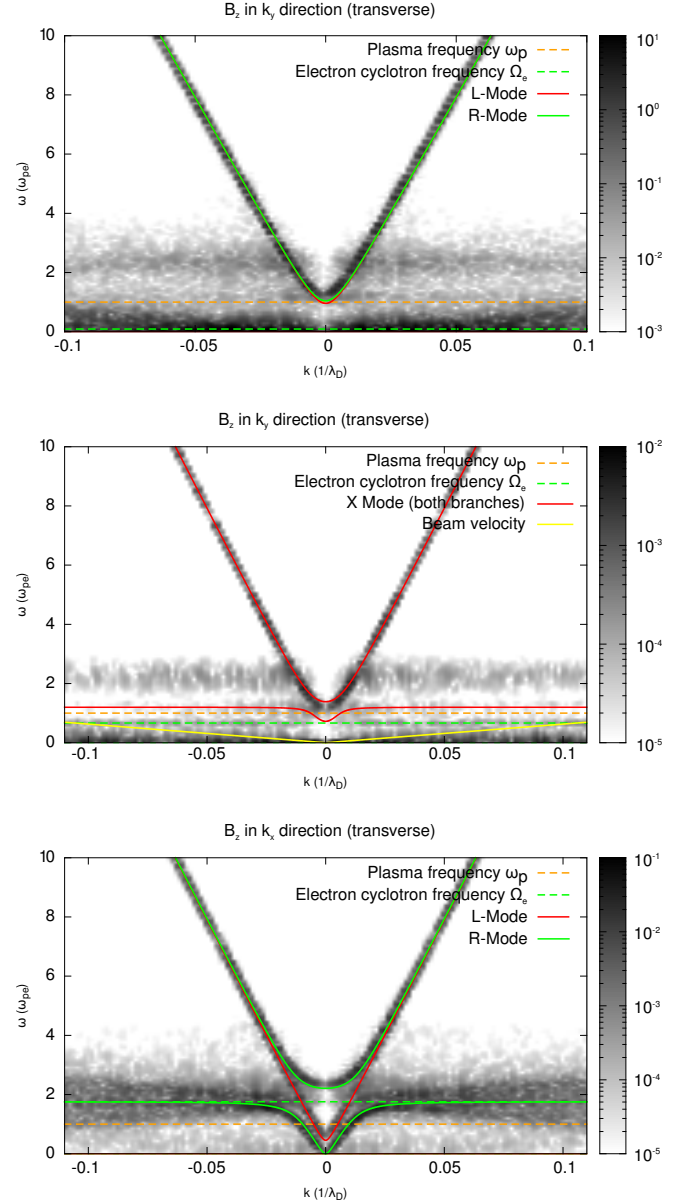 B_z in k_y direction (transverse)
10
8
6
4
2
0
ω (ω_pe)
-0.1
-0.05
0
0.05
0.1
k (1/λ_D)
Plasma frequency ω_p
Electron cyclotron frequency Ω_e
L-Mode
R-Mode
10^1
10^0
10^-1
10^-2
10^-3
B_z in k_y direction (transverse)
10
8
6
4
2
0
ω (ω_pe)
-0.1
-0.05
0
0.05
0.1
k (1/λ_D)
Plasma frequency ω_p
Electron cyclotron frequency Ω_e
X Mode (both branches)
Beam velocity
10^-2
10^-3
10^-4
10^-5
B_z in k_x direction (transverse)
10
8
6
4
2
0
ω (ω_pe)
-0.1
-0.05
0
0.05
0.1
k (1/λ_D)
Plasma frequency ω_p
Electron cyclotron frequency Ω_e
L-Mode
R-Mode
10^-1
10^-2
10^-3
10^-4
10^-5